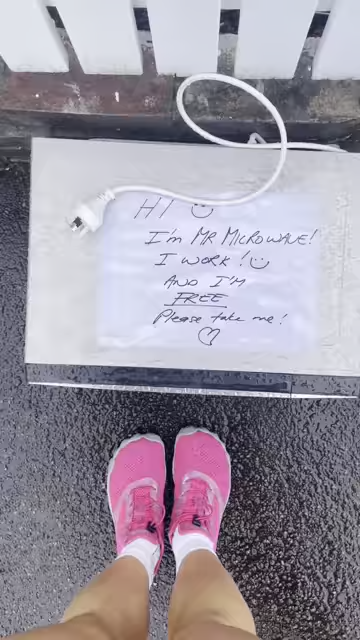 HI ☺
I'm MR MICROWAVE!
I WORK! ☺
AND I'M
FREE
Please take me!
♡